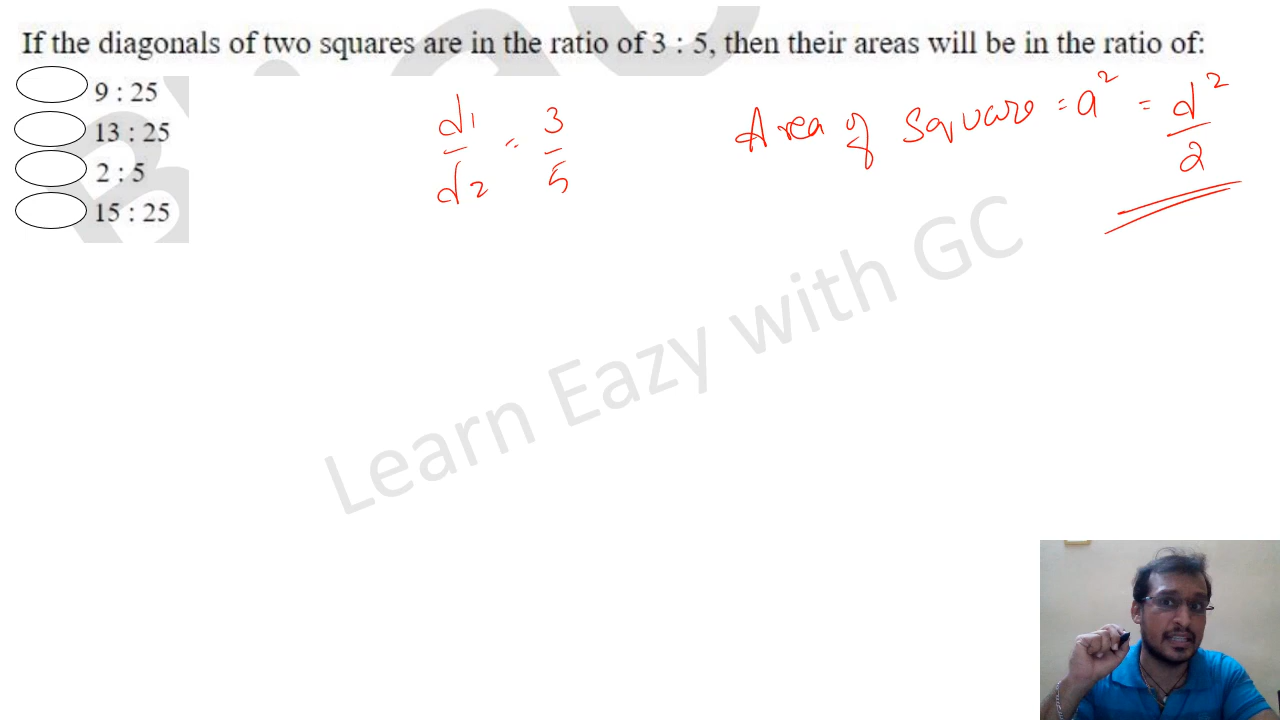 If the diagonals of two squares are in the ratio of 3 : 5, then their areas will be in the ratio of:
9 : 25
13 : 25
2 : 5
15 : 25
d1/d2 = 3/5
Area of Square = a² = d²/2
Learn Eazy with GC